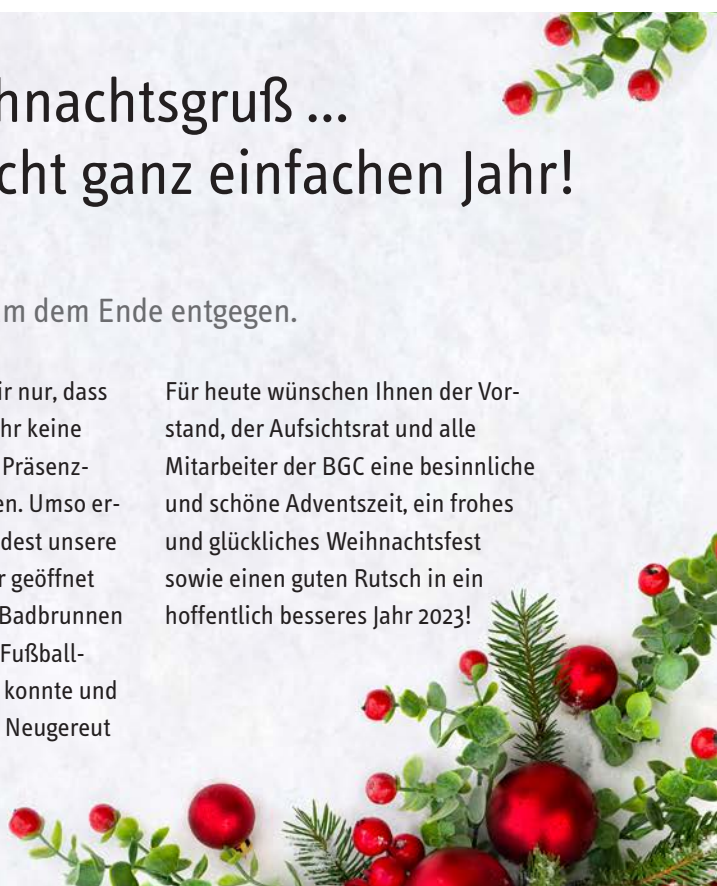 hnachtsgruß ...
cht ganz einfachen Jahr!
m dem Ende entgegen.
ir nur, dass
hr keine
Präsenz-
en. Umso er-
dest unsere
r geöffnet
Badbrunnen
Fußball-
konnte und
Neugereut
Für heute wünschen Ihnen der Vor-
stand, der Aufsichtsrat und alle
Mitarbeiter der BGC eine besinnliche
und schöne Adventszeit, ein frohes
und glückliches Weihnachtsfest
sowie einen guten Rutsch in ein
hoffentlich besseres Jahr 2023!